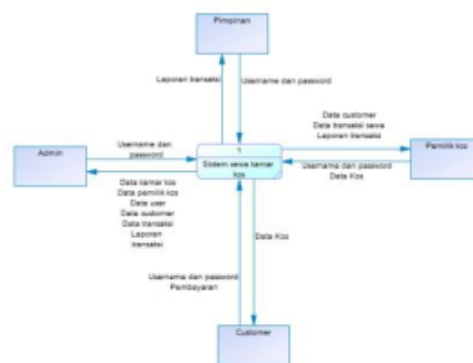 Pimpinan
Laporan transaksi
Username dan password
Data customer
Data transaksi sewa
Laporan transaksi
Username dan
password
1
Admin
Sistem sewa kamar
kos
Pemilik kos
Username dan password
Data Kos
Data kamar kos
Data pemilik kos
Data user
Data customer
Data transaksi
Laporan
transaksi
Data Kos
Username dan password
Pembayaran
Customer